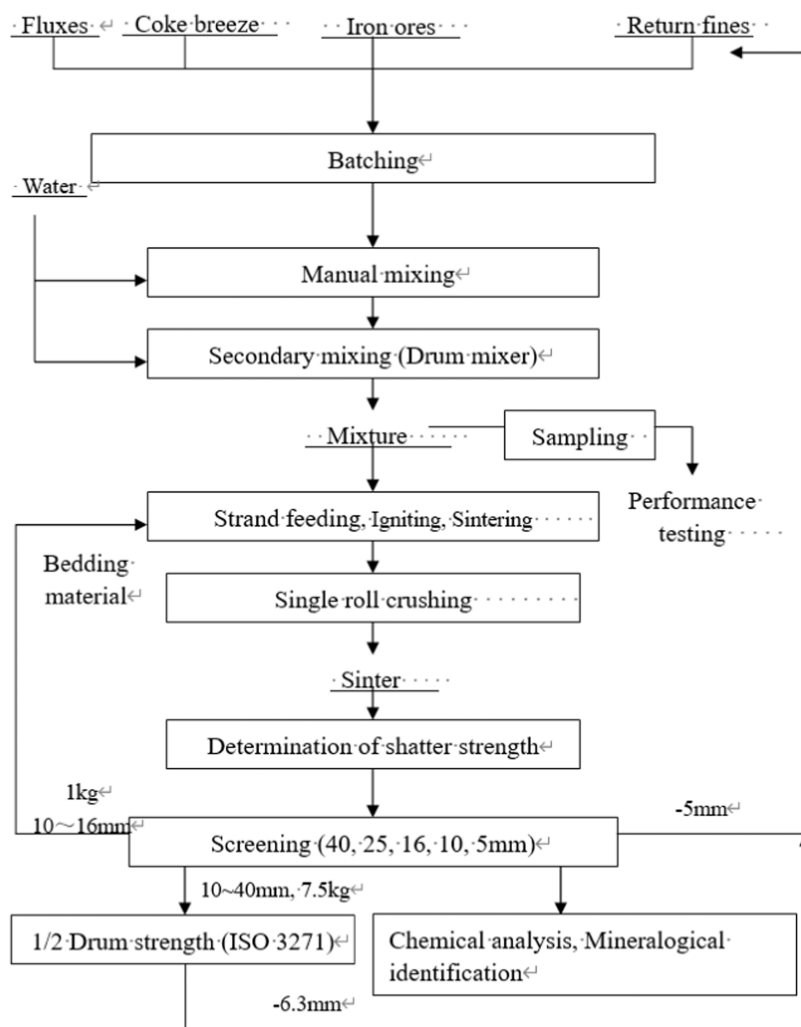 Fluxes
Coke breeze
Iron ores
Return fines
Batching
Water
Manual mixing
Secondary mixing (Drum mixer)
Mixture
Sampling
Performance
testing
Strand feeding, Igniting, Sintering
Bedding
material
Single roll crushing
Sinter
Determination of shatter strength
1kg
10～16mm
-5mm
Screening (40, 25, 16, 10, 5mm)
10~40mm, 7.5kg
1/2 Drum strength (ISO 3271)
Chemical analysis, Mineralogical
identification
-6.3mm